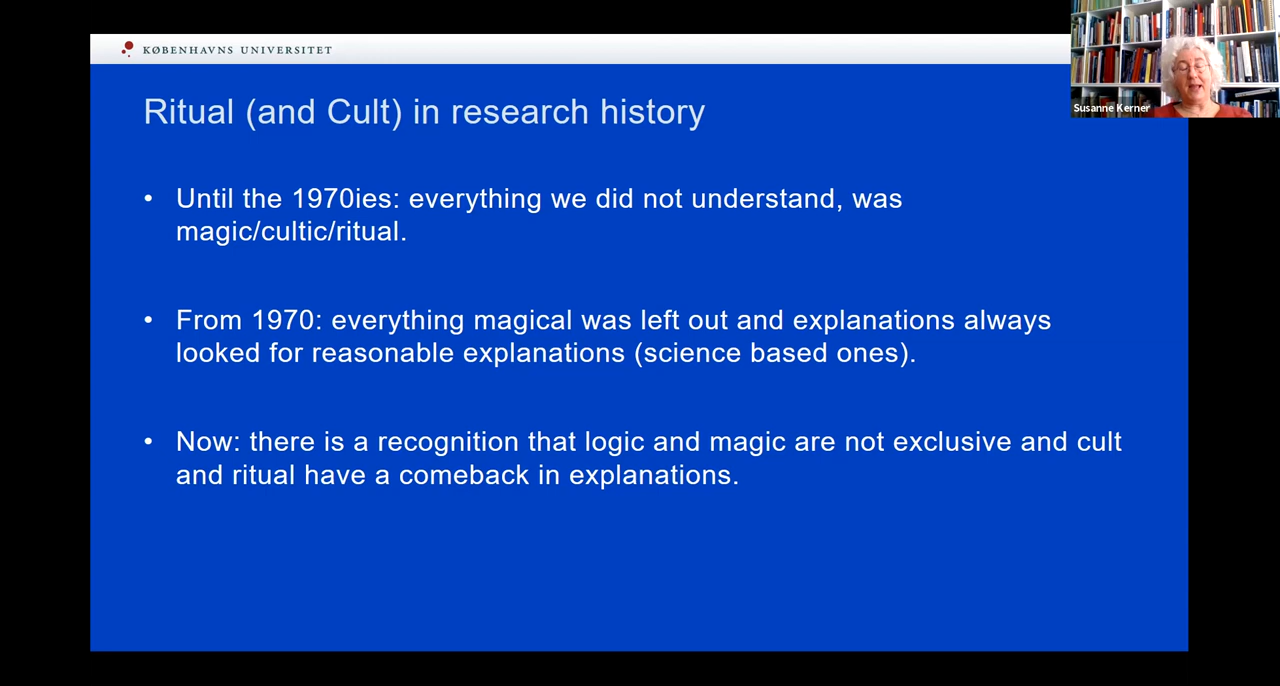 KØBENHAVNS UNIVERSITET
Susanne Kerner
Ritual (and Cult) in research history
• Until the 1970ies: everything we did not understand, was
magic/cultic/ritual.
• From 1970: everything magical was left out and explanations always
looked for reasonable explanations (science based ones).
• Now: there is a recognition that logic and magic are not exclusive and cult
and ritual have a comeback in explanations.